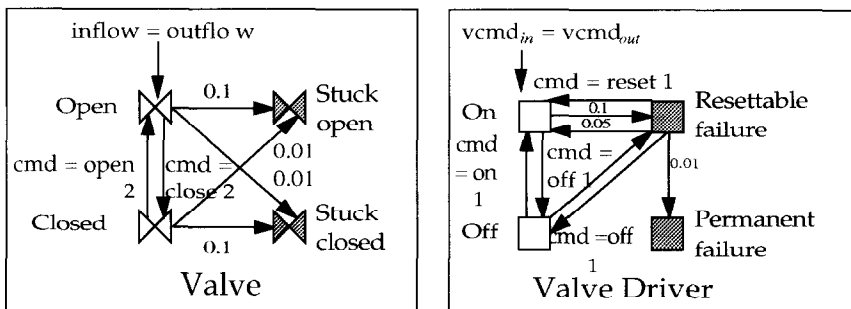 inflow = outflo w
Open
0.1
Stuck
open
cmd = open
2
cmd =
close 2
0.01
0.01
Closed
0.1
Stuck
closed
Valve
vcmd_in = vcmd_out
cmd = reset 1
On
0.1
0.05
Resettable
failure
cmd
= on
1
cmd =
off 1
0.01
Off
cmd =off
1
Permanent
failure
Valve Driver